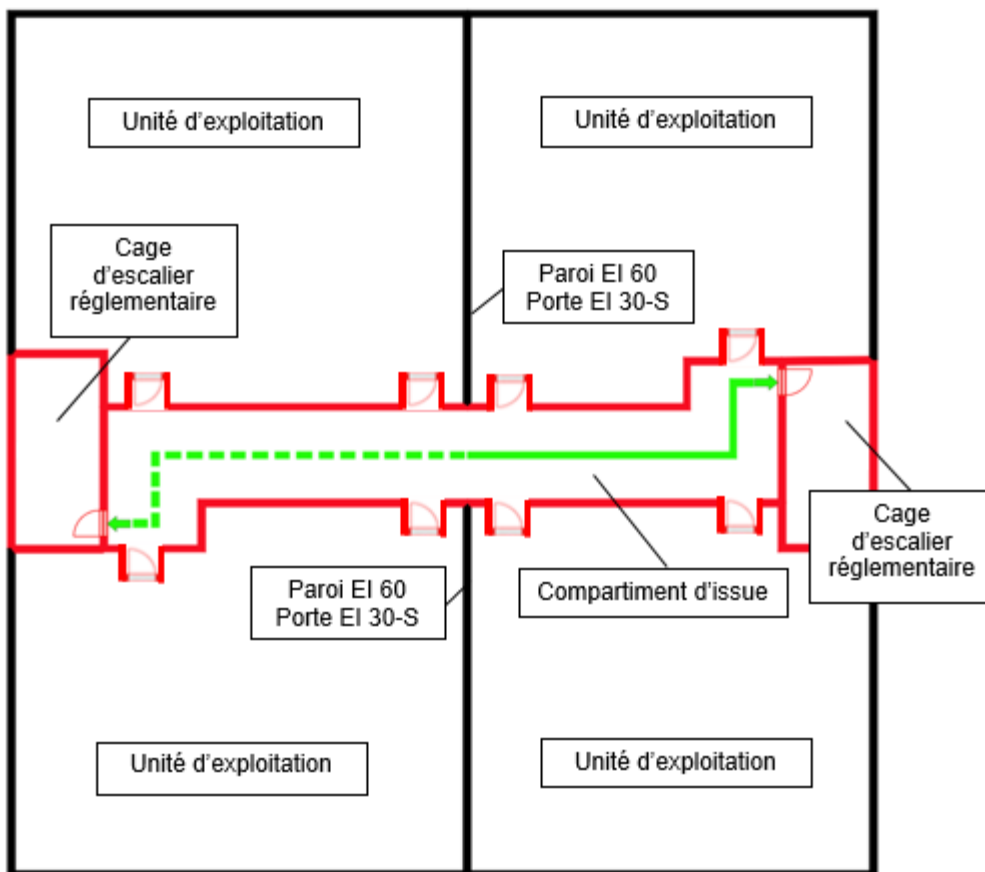 Unité d'exploitation
Unité d'exploitation
Cage
d'escalier
réglementaire
Paroi EI 60
Porte EI 30-S
Cage
d'escalier
réglementaire
Paroi EI 60
Porte EI 30-S
Compartiment d'issue
Unité d'exploitation
Unité d'exploitation